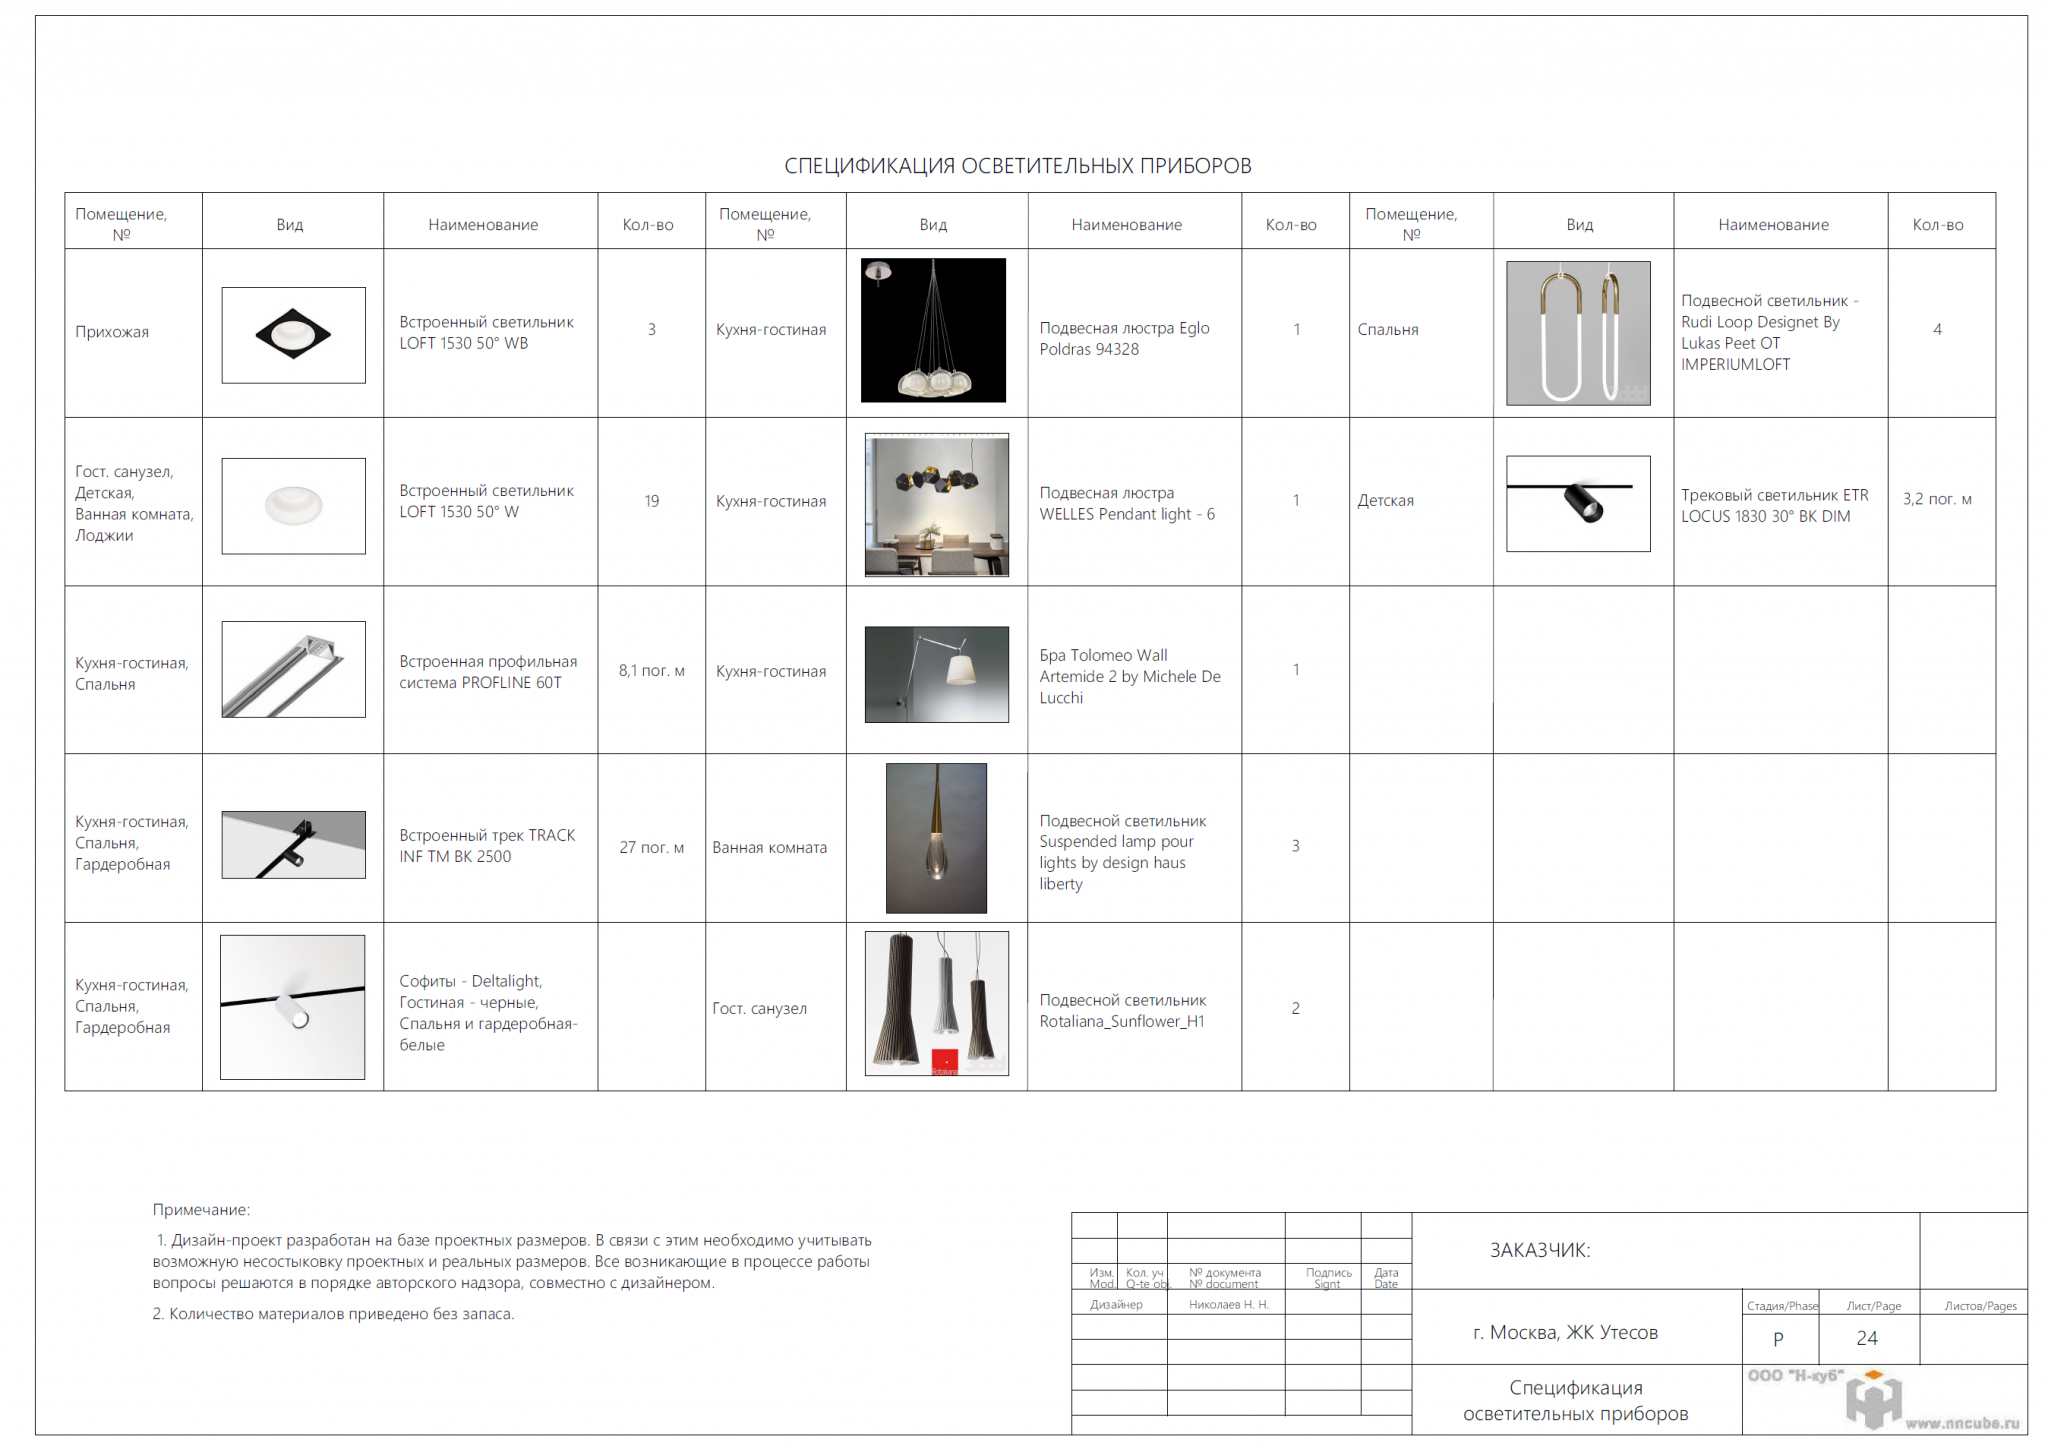 СПЕЦИФИКАЦИЯ ОСВЕТИТЕЛЬНЫХ ПРИБОРОВ
Помещение,
№
Вид
Наименование
Кол-во
Помещение,
№
Вид
Наименование
Кол-во
Помещение,
№
Вид
Наименование
Кол-во
Прихожая
Встроенный светильник
LOFT 1530 50° WB
3
Кухня-гостиная
Подвесная люстра Eglo
Poldras 94328
1
Спальня
Подвесной светильник -
Rudi Loop Designet By
Lukas Peet ОТ
IMPERIUMLOFT
4
Гост. санузел,
Детская,
Ванная комната,
Лоджии
Встроенный светильник
LOFT 1530 50° W
19
Кухня-гостиная
Подвесная люстра
WELLES Pendant light - 6
1
Детская
Трековый светильник ETR
LOCUS 1830 30° BK DIM
3,2 пог. м
Кухня-гостиная,
Спальня
Встроенная профильная
система PROFLINE 60T
8,1 пог. м
Кухня-гостиная
Бра Tolomeo Wall
Artemide 2 by Michele De
Lucchi
1
Кухня-гостиная,
Спальня,
Гардеробная
Встроенный трек TRACK
INF TM BK 2500
27 пог. м
Ванная комната
Подвесной светильник
Suspended lamp pour
lights by design haus
liberty
3
Кухня-гостиная,
Спальня,
Гардеробная
Софиты - Deltalight,
Гостиная - черные,
Спальня и гардеробная-
белые
Гост. санузел
Rotaliana
Подвесной светильник
Rotaliana_Sunflower_H1
2
Примечание:
1. Дизайн-проект разработан на базе проектных размеров. В связи с этим необходимо учитывать
возможную несостыковку проектных и реальных размеров. Все возникающие в процессе работы
вопросы решаются в порядке авторского надзора, совместно с дизайнером.
2. Количество материалов приведено без запаса.
ЗАКАЗЧИК:
Изм. Кол. уч № документа Подпись Дата
Mod. Q-te obj. № document Signt Date
Дизайнер Николаев Н. Н.
г. Москва, ЖК Утесов
Стадия/Phase Лист/Page Листов/Pages
Р 24
Спецификация
осветительных приборов
ООО "Н-куб"
www.nncube.ru